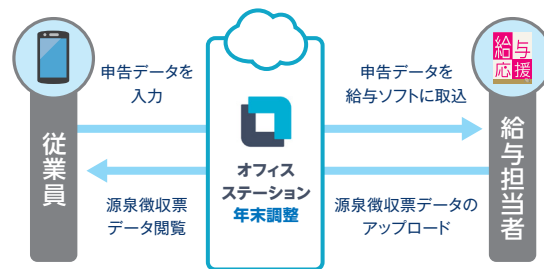 従業員
申告データを
入力
源泉徴収票
データ閲覧
オフィス
ステーション
年末調整
申告データを
給与ソフトに取込
源泉徴収票データの
アップロード
給与
応援
給与担当者